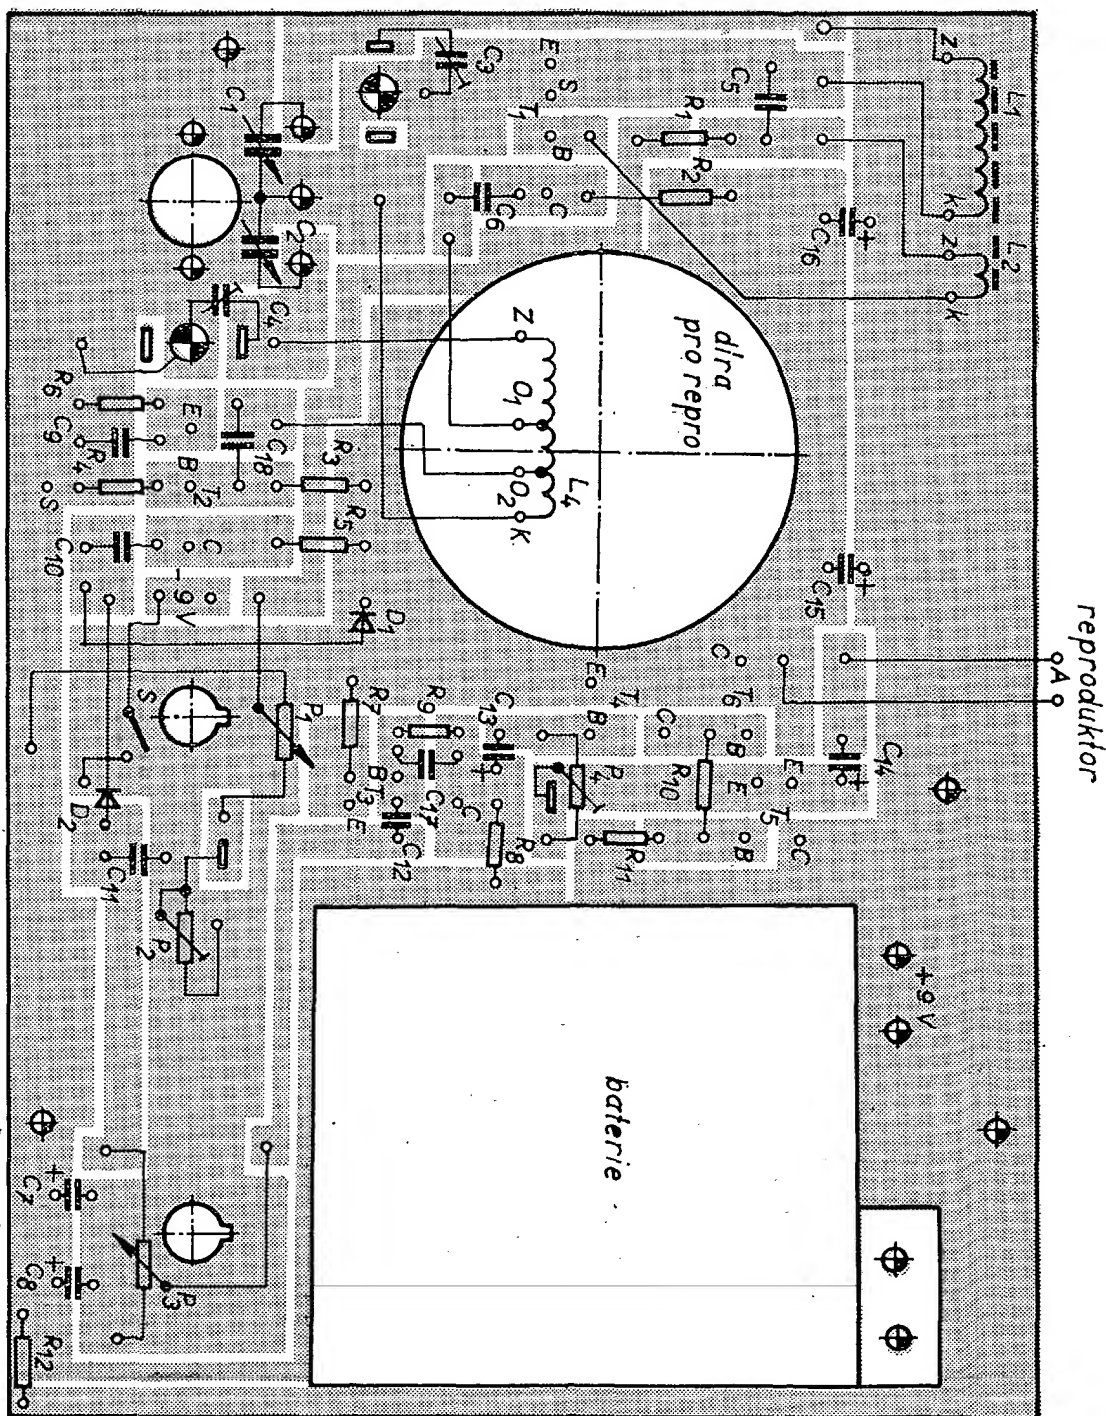 reproduktor
A
L1
z
k
L2
z
k
C5
R1
R2
C16
+
E
S
T1
B
C
C3
C6
C1
C2
C4
díra
pro repro
Z
O1
O2
K
L4
C15
+
R6
C9
R4
S
E
B
T2
C18
R3
R5
C
C10
-9V
D1
S
P1
D2
C11
P2
R7
R9
C13
+
B
T3
E
C17
C12
C
R8
E
T4
B
C
P4
R10
R11
C
T6
B
E
E
T5
B
C
C14
+
+9V
baterie
+
C7
+
C8
P3
R12